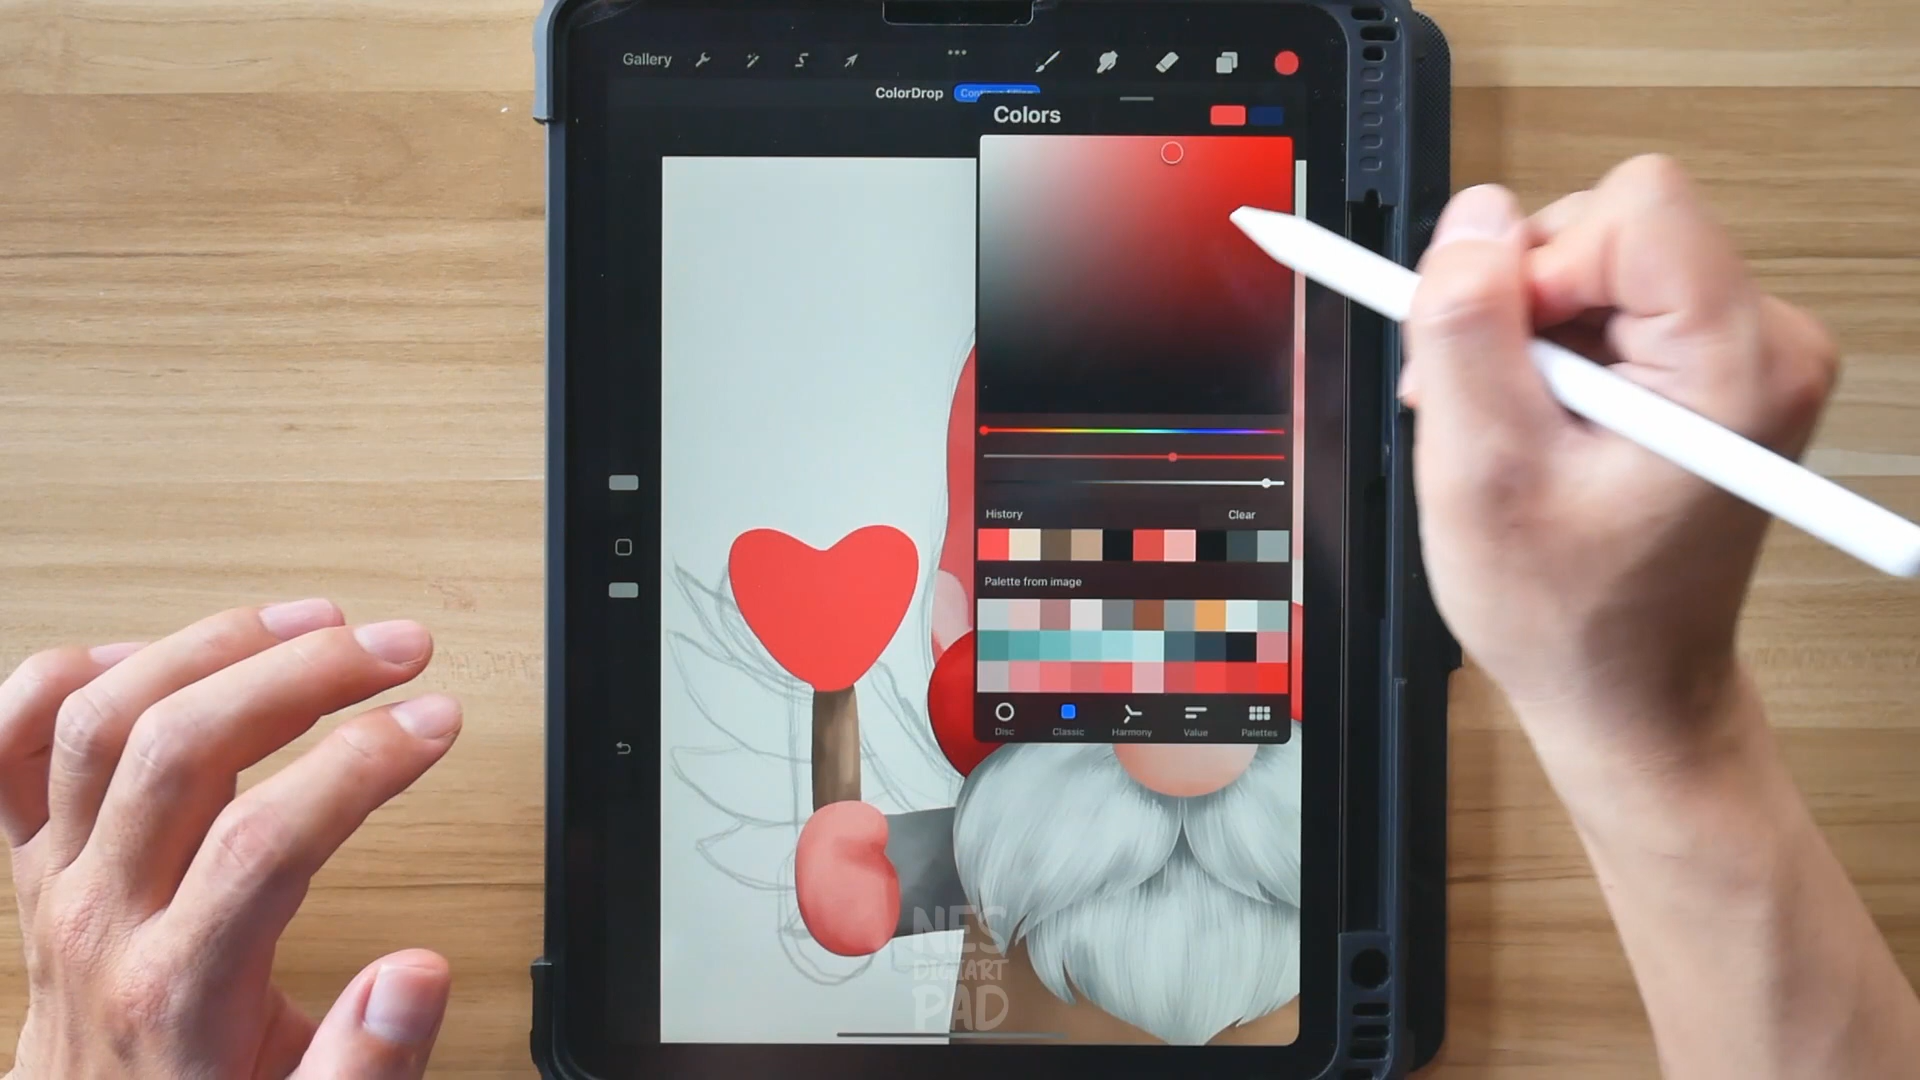 Gallery
ColorDrop
Colors
History
Clear
Palette from image
Disc
Classic
Harmony
Value
Palettes
NES
DIGIART
PAD